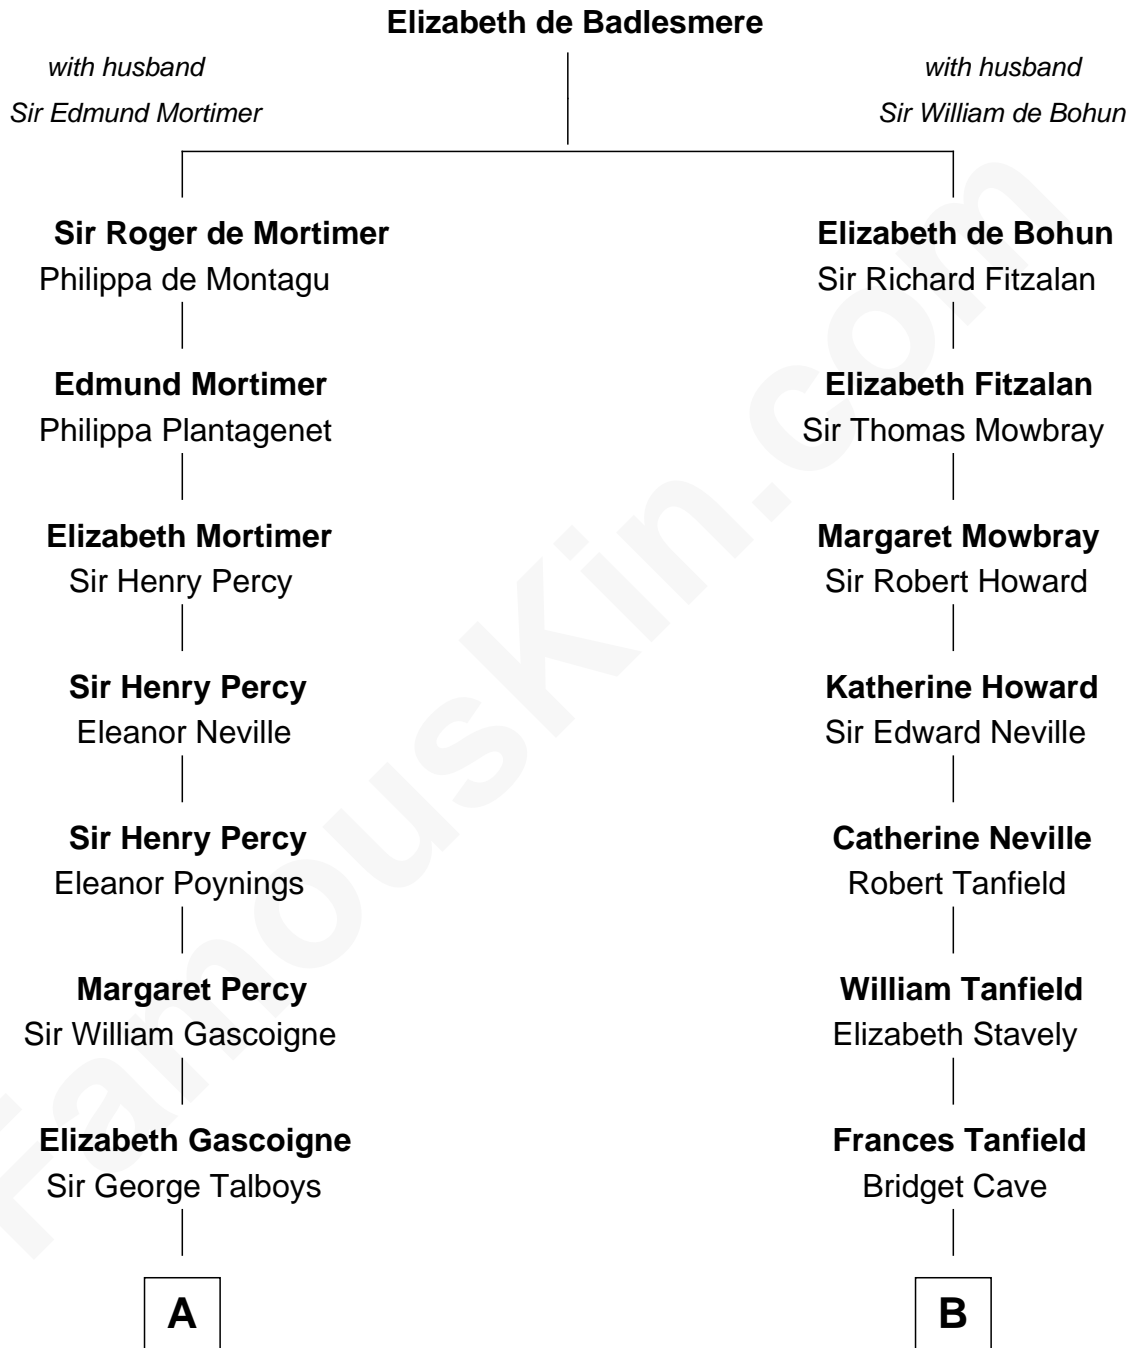 Elizabeth de Badlesmere
with husband
Sir Edmund Mortimer
with husband
Sir William de Bohun
Sir Roger de Mortimer
Philippa de Montagu
Elizabeth de Bohun
Sir Richard Fitzalan
Edmund Mortimer
Philippa Plantagenet
Elizabeth Fitzalan
Sir Thomas Mowbray
Elizabeth Mortimer
Sir Henry Percy
Margaret Mowbray
Sir Robert Howard
Sir Henry Percy
Eleanor Neville
Katherine Howard
Sir Edward Neville
Sir Henry Percy
Eleanor Poynings
Catherine Neville
Robert Tanfield
Margaret Percy
Sir William Gascoigne
William Tanfield
Elizabeth Stavely
Elizabeth Gascoigne
Sir George Talboys
Frances Tanfield
Bridget Cave
A
B
FamousKin.com